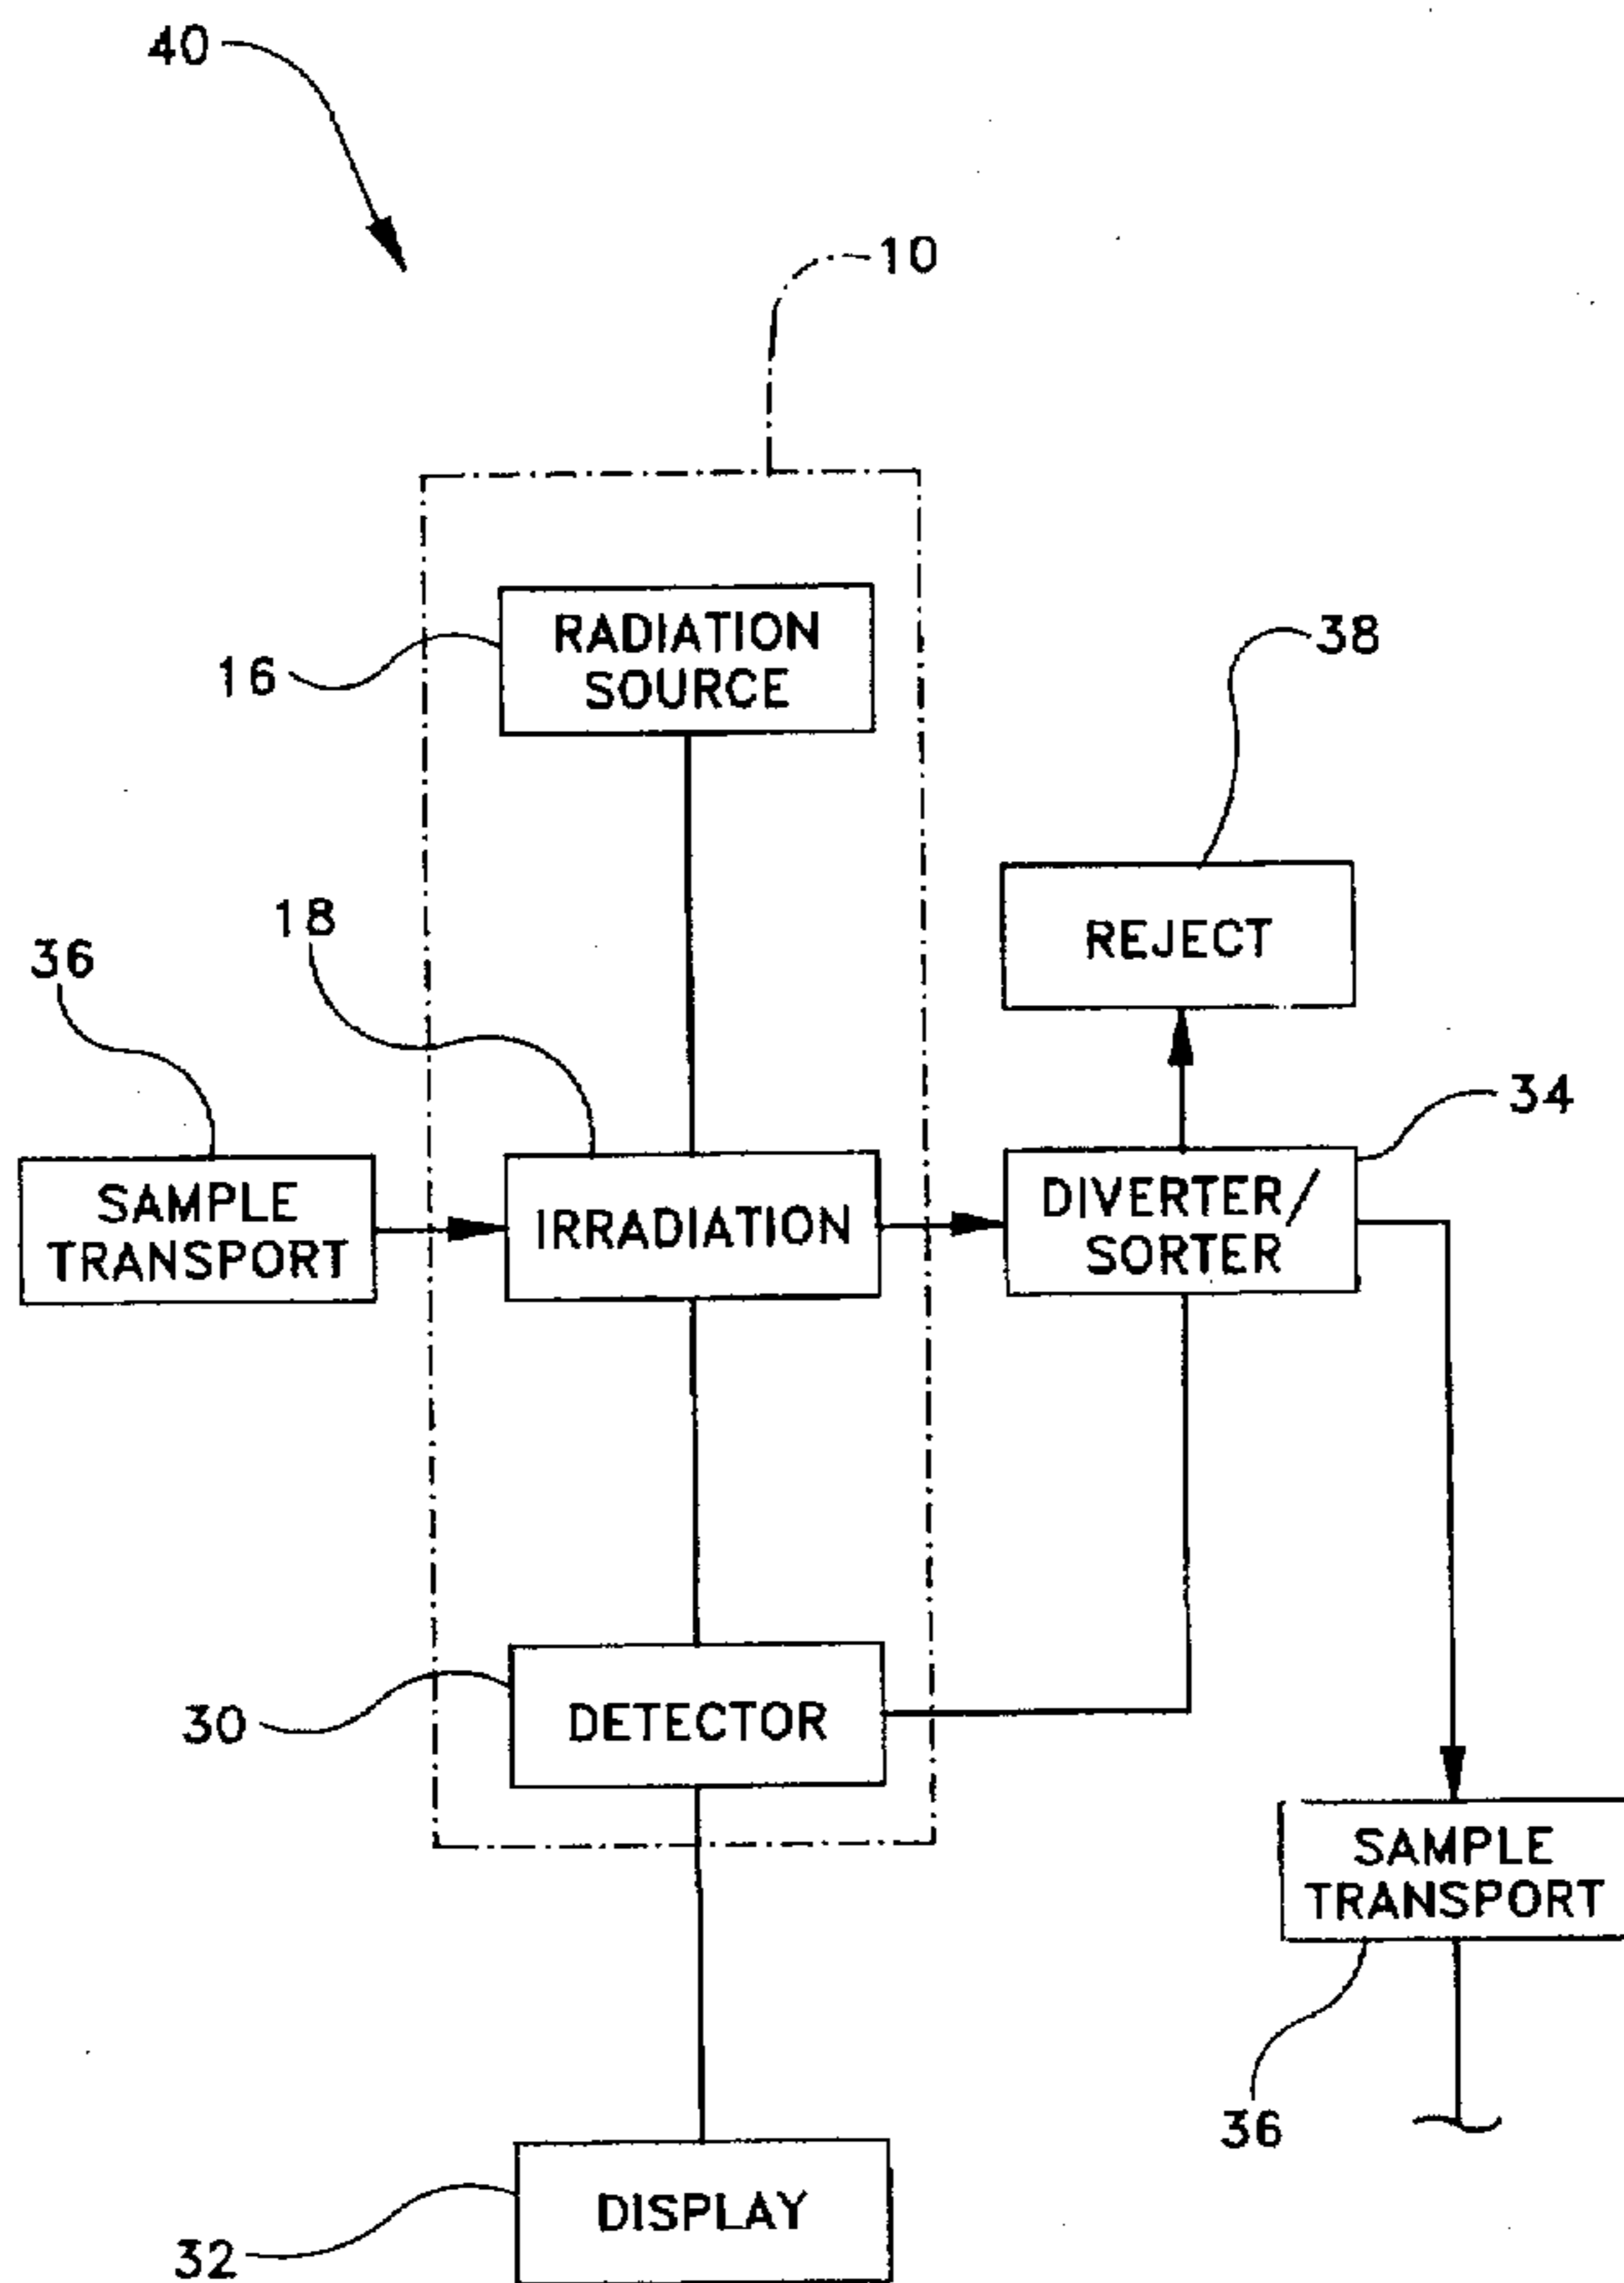 40
10
RADIATION
SOURCE
16
38
REJECT
18
36
34
SAMPLE
TRANSPORT
IRRADIATION
DIVERTER/
SORTER
30
DETECTOR
SAMPLE
TRANSPORT
36
DISPLAY
32